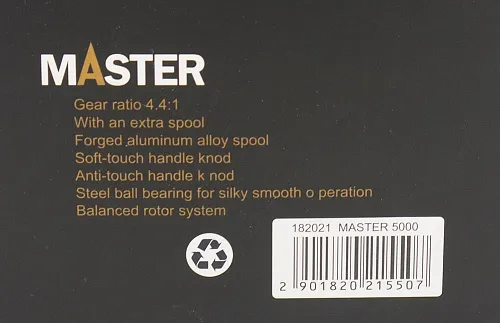 MASTER
Gear ratio 4.4:1
With an extra spool
Forged aluminum alloy spool
Soft-touch handle knod
Anti-touch handle k nod
Steel ball bearing for silky smooth o peration
Balanced rotor system
182021 MASTER 5000
2 901820 215507